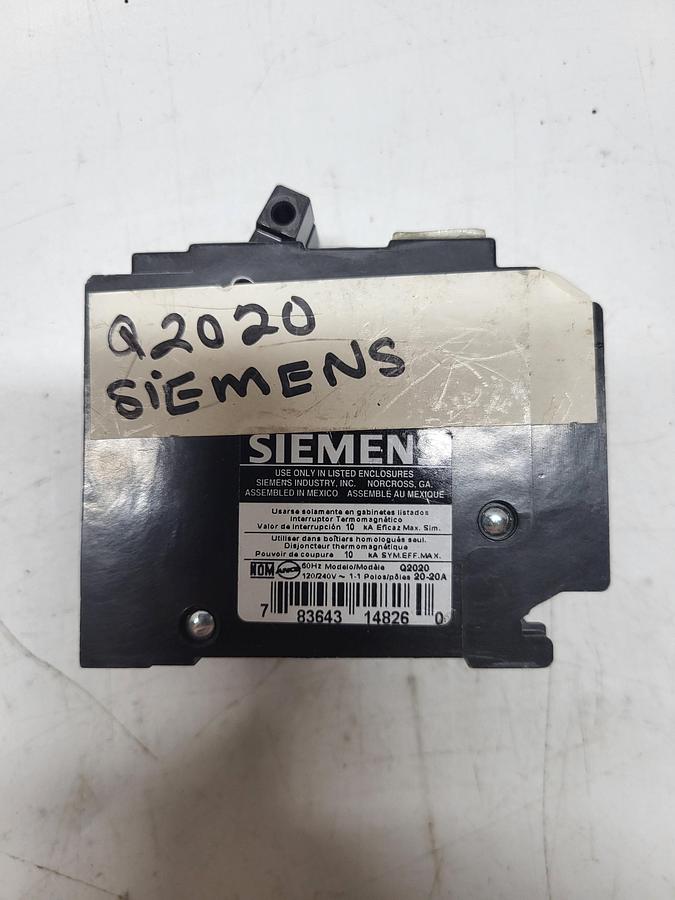 Q2020
SiEMENS
SIEMEN
USE ONLY IN LISTED ENCLOSURES
SIEMENS INDUSTRY, INC. NORCROSS, GA.
ASSEMBLED IN MEXICO ASSEMBLÉ AU MEXIQUE
Usarse solamente en gabinetes listados
Interruptor Termomagnético
Valor de interrupción 10 kA Eficaz Max. Sim.
Utiliser dans boîtiers homologués seul.
Disjoncteur thermomagnétique
Pouvoir de coupure 10 kA SYM.EFF.MAX.
NOM ANCE 60Hz Modelo/Modèle Q2020
120/240V ~ 1-1 Polos/pôles 20-20A
7 83643 14826 0